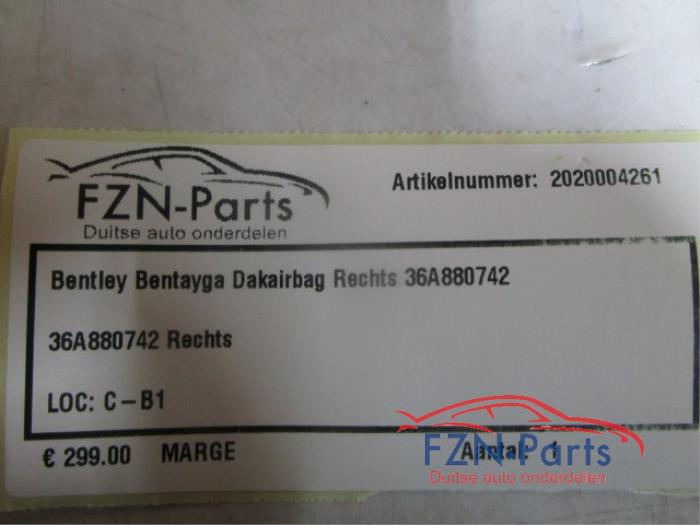 FZN-Parts
Duitse auto onderdelen
Artikelnummer: 2020004261
Bentley Bentayga Dakairbag Rechts 36A880742
36A880742 Rechts
LOC: C-B1
€ 299.00 MARGE Aantal: 1
FZN Parts
Duitse auto onderdelen